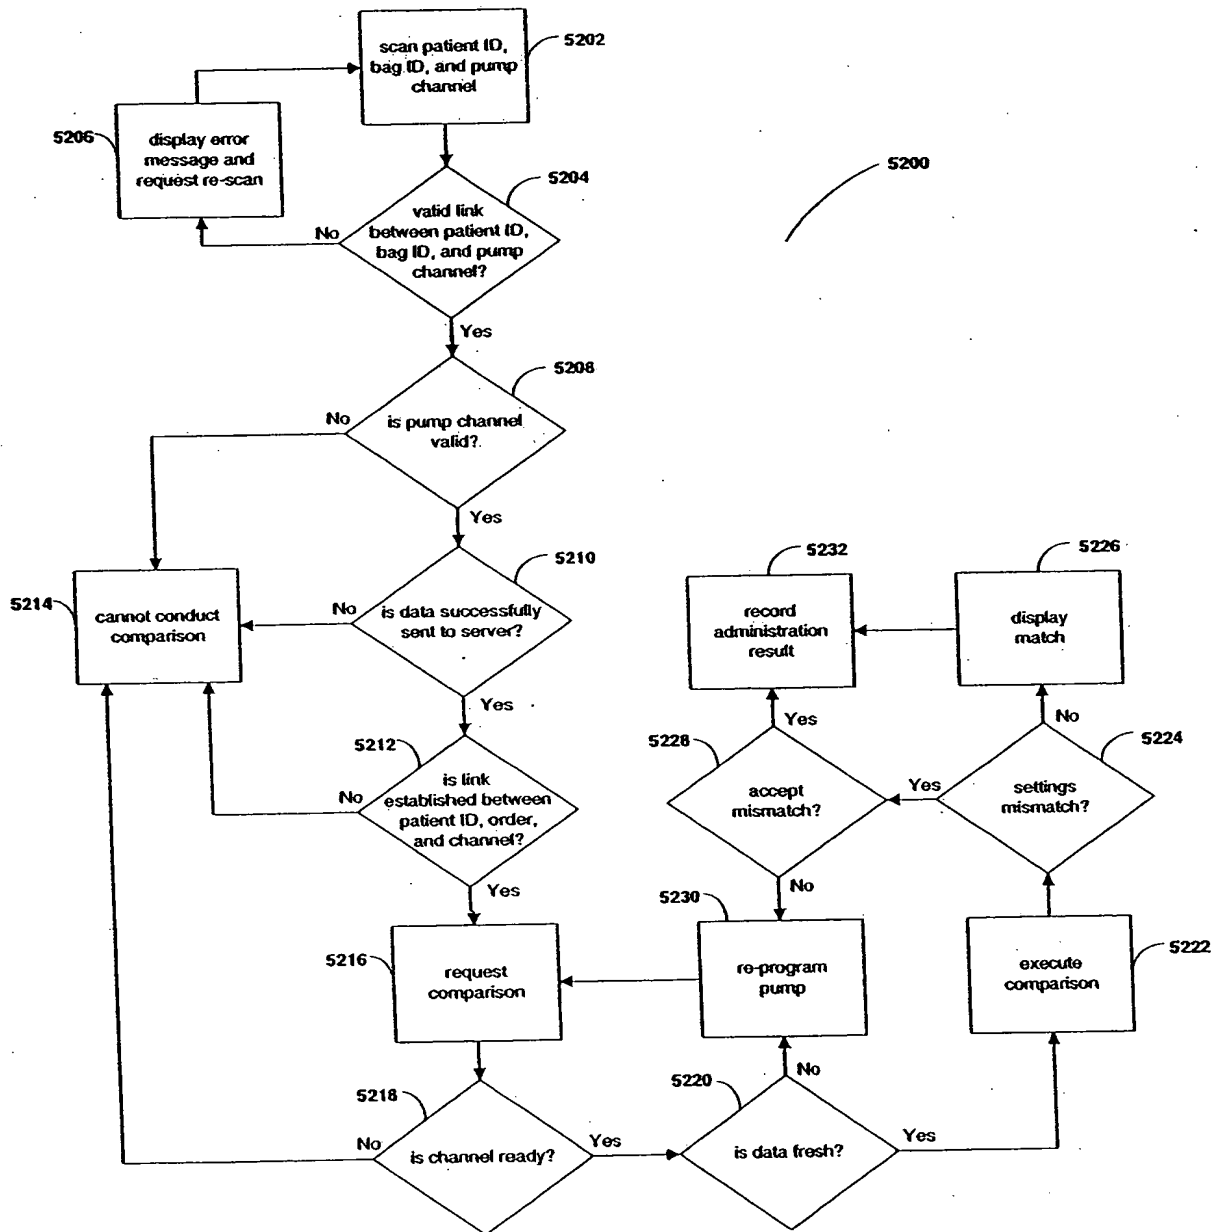 scan patient ID,
bag ID, and pump
channel
5202
5206
display error
message and
request re-scan
5200
5204
valid link
between patient ID,
bag ID, and pump
channel?
No
Yes
5208
is pump channel
valid?
No
Yes
5210
is data successfully
sent to server?
No
Yes
5214
cannot conduct
comparison
5232
record
administration
result
5226
display
match
5212
is link
established between
patient ID, order,
and channel?
No
Yes
5228
accept
mismatch?
Yes
No
5224
settings
mismatch?
No
Yes
5216
request
comparison
5230
re-program
pump
execute
comparison
5222
5218
is channel ready?
No
Yes
5220
is data fresh?
No
Yes